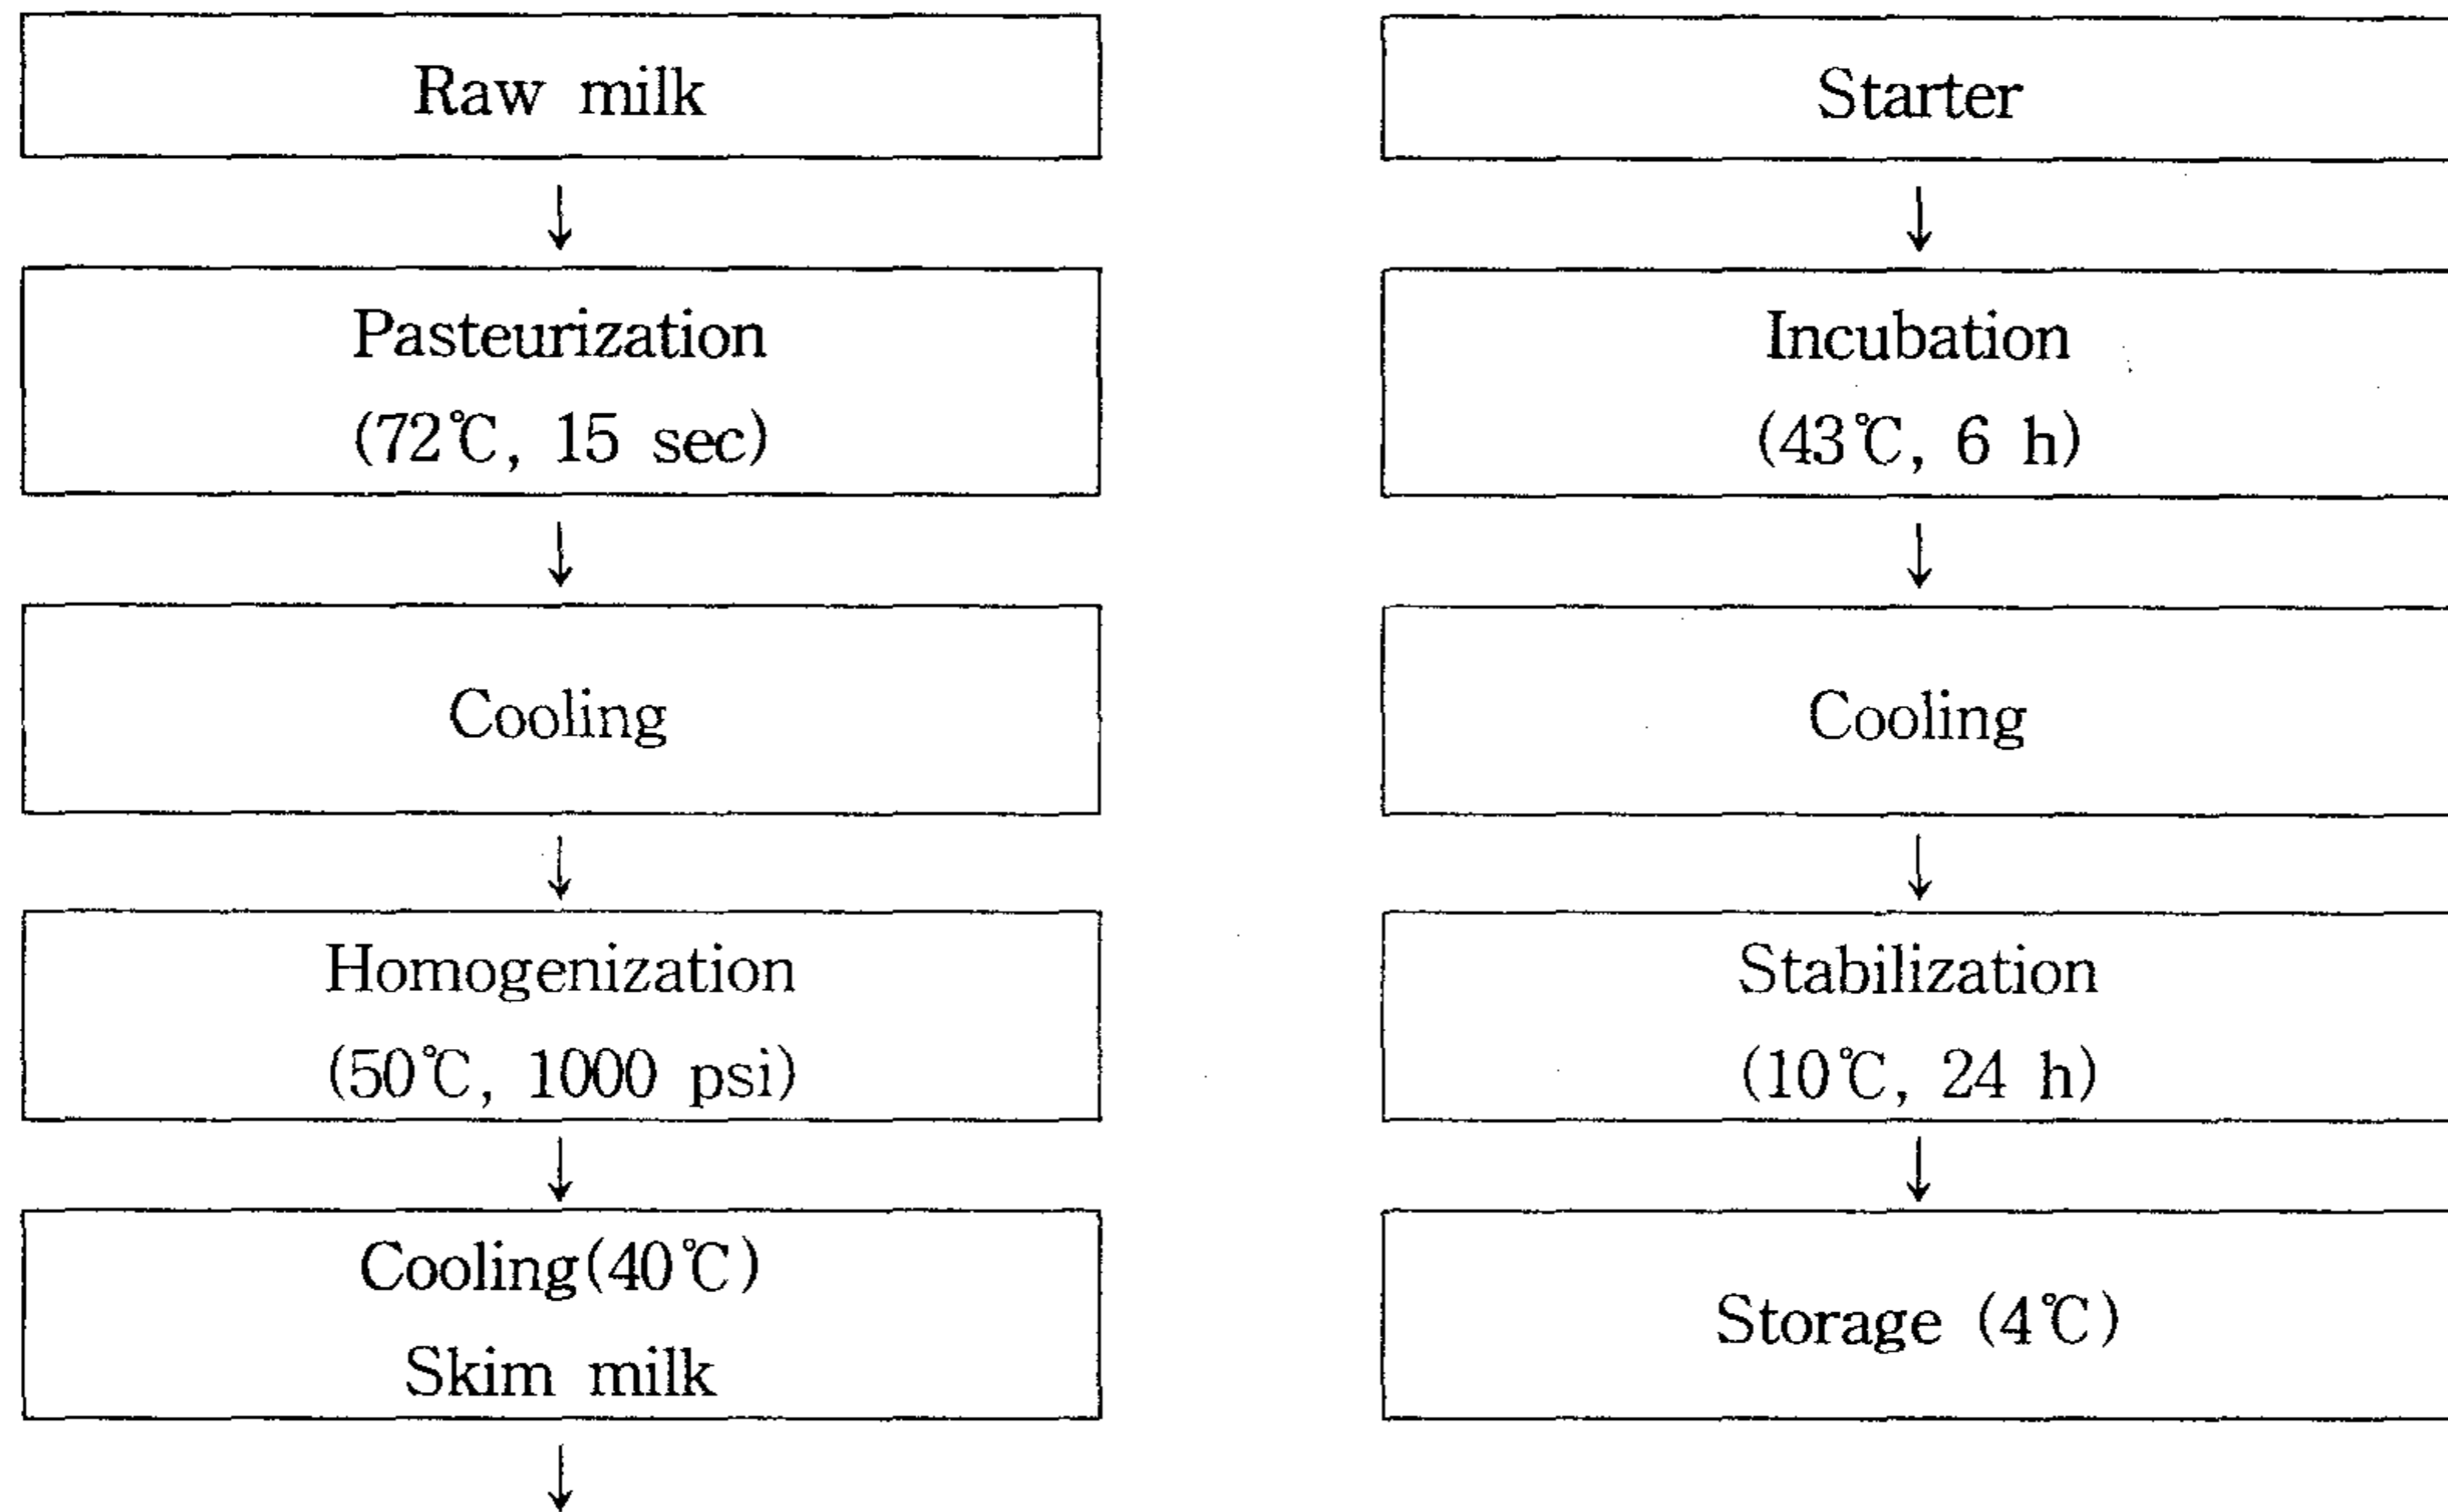 Raw milk
Pasteurization
(72℃, 15 sec)
Cooling
Homogenization
(50℃, 1000 psi)
Cooling(40℃)
Skim milk
Starter
Incubation
(43℃, 6 h)
Cooling
Stabilization
(10℃, 24 h)
Storage (4℃)